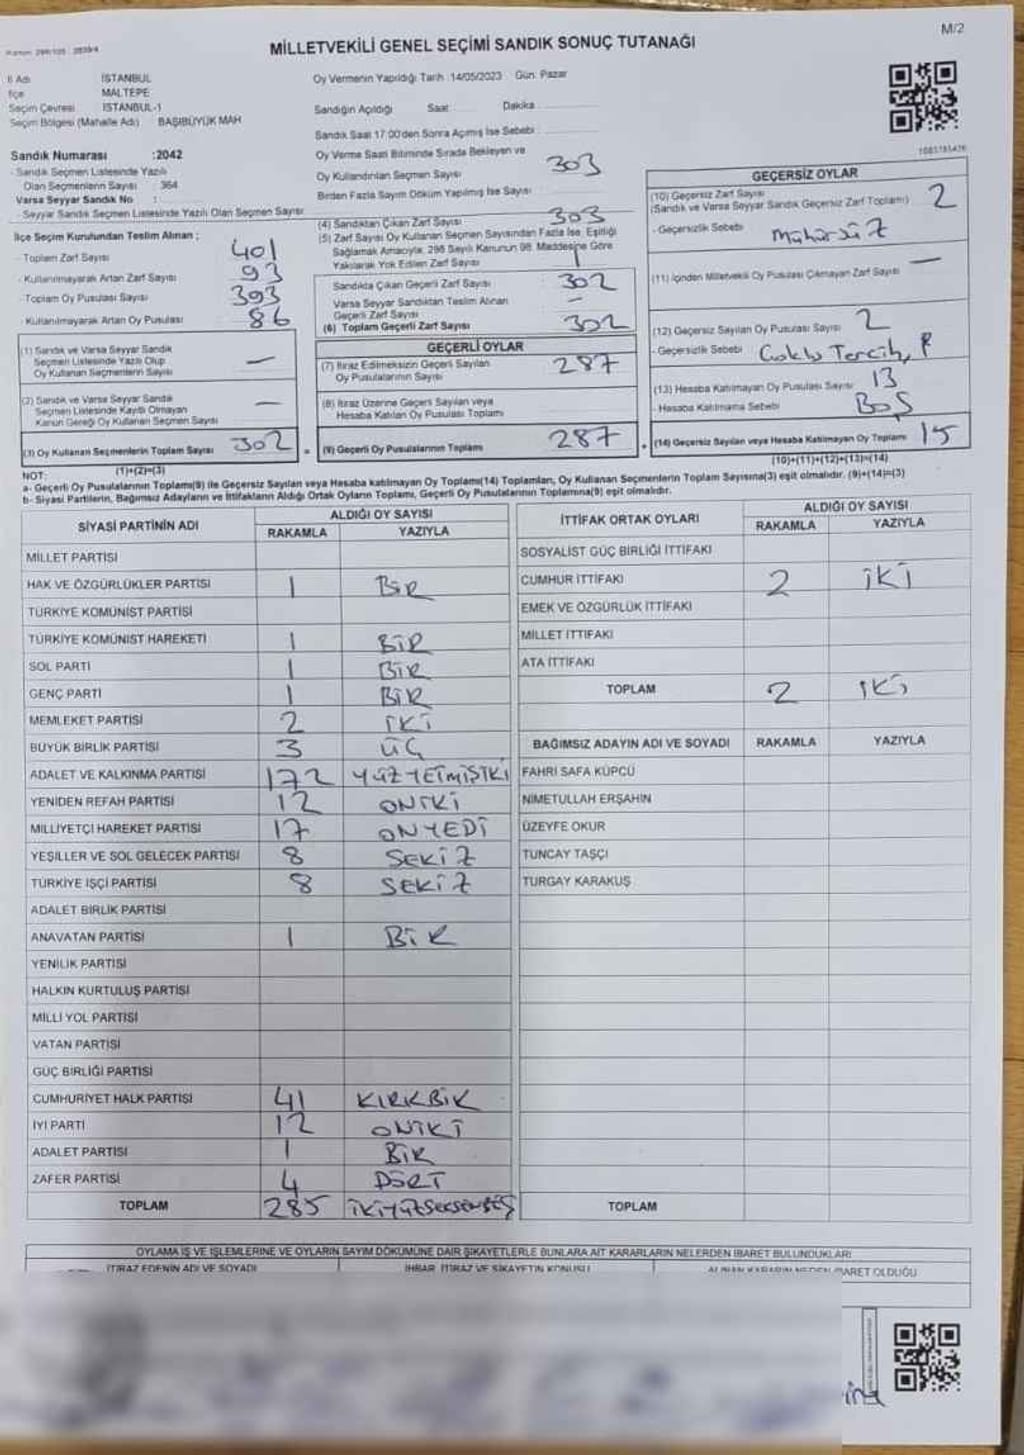 M/2
MİLLETVEKİLİ GENEL SEÇİMİ SANDIK SONUÇ TUTANAĞI
İl Adı İSTANBUL
İlçe MALTEPE
Seçim Çevresi İSTANBUL-1
Seçim Bölgesi (Mahalle Adı) BAŞIBÜYÜK MAH
Sandık Numarası :2042
- Sandık Seçmen Listesinde Yazılı
Olan Seçmenlerin Sayısı : 364
Varsa Seyyar Sandık No :
- Seyyar Sandık Seçmen Listesinde Yazılı Olan Seçmen Sayısı
İlçe Seçim Kurulundan Teslim Alınan ;
- Toplam Zarf Sayısı 401
- Kullanılmayarak Artan Zarf Sayısı 93
- Toplam Oy Pusulası Sayısı 393
- Kullanılmayarak Artan Oy Pusulası 86
(1) Sandık ve Varsa Seyyar Sandık
Seçmen Listesinde Yazılı Olup
Oy Kullanan Seçmenlerin Sayısı —
(2) Sandık ve Varsa Seyyar Sandık
Seçmen Listesinde Kayıtlı Olmayan
Kanun Gereği Oy Kullanan Seçmen Sayısı —
(3) Oy Kullanan Seçmenlerin Toplam Sayısı 302
(1)+(2)=(3)
Oy Vermenin Yapıldığı Tarih :14/05/2023 Gün: Pazar
Sandığın Açıldığı Saat Dakika
Sandık Saat 17:00'den Sonra Açılmış İse Sebebi
Oy Verme Saati Bitiminde Sırada Bekleyen ve
Oy Kullandırılan Seçmen Sayısı 303
Birden Fazla Sayım Döküm Yapılmış İse Sayısı
(4) Sandıktan Çıkan Zarf Sayısı 303
(5) Zarf Sayısı Oy Kullanan Seçmen Sayısından Fazla İse, Eşitliği
Sağlamak Amacıyla; 298 Sayılı Kanunun 98. Maddesine Göre
Yakılarak Yok Edilen Zarf Sayısı 1
Sandıkta Çıkan Geçerli Zarf Sayısı 302
Varsa Seyyar Sandıktan Teslim Alınan
Geçerli Zarf Sayısı —
(6) Toplam Geçerli Zarf Sayısı 302
GEÇERLİ OYLAR
(7) İtiraz Edilmeksizin Geçerli Sayılan
Oy Pusulalarının Sayısı 287
(8) İtiraz Üzerine Geçerli Sayılan veya
Hesaba Katılan Oy Pusulası Toplamı
= (9) Geçerli Oy Pusulalarının Toplamı 287
GEÇERSİZ OYLAR
(10) Geçersiz Zarf Sayısı
(Sandık ve Varsa Seyyar Sandık Geçersiz Zarf Toplamı) 2
- Geçersizlik Sebebi Mühürsüz
(11) İçinden Milletvekili Oy Pusulası Çıkmayan Zarf Sayısı —
(12) Geçersiz Sayılan Oy Pusulası Sayısı 2
- Geçersizlik Sebebi Çoklu Tercih,
(13) Hesaba Katılmayan Oy Pusulası Sayısı 13
- Hesaba Katılmama Sebebi BOŞ
+ (14) Geçersiz Sayılan veya Hesaba Katılmayan Oy Toplamı 15
(10)+(11)+(12)+(13)=(14)
NOT:
a- Geçerli Oy Pusulalarının Toplamı(9) ile Geçersiz Sayılan veya Hesaba katılmayan Oy Toplamı(14) Toplamları, Oy Kullanan Seçmenlerin Toplam Sayısına(3) eşit olmalıdır. (9)+(14)=(3)
b- Siyasi Partilerin, Bağımsız Adayların ve İttifakların Aldığı Ortak Oyların Toplamı, Geçerli Oy Pusulalarının Toplamına(9) eşit olmalıdır.
SİYASİ PARTİNİN ADI ALDIĞI OY SAYISI
RAKAMLA YAZIYLA
MİLLET PARTİSİ
HAK VE ÖZGÜRLÜKLER PARTİSİ 1 BİR
TÜRKİYE KOMÜNİST PARTİSİ
TÜRKİYE KOMÜNİST HAREKETİ 1 BİR
SOL PARTİ 1 BİR
GENÇ PARTİ 1 BİR
MEMLEKET PARTİSİ 2 İKİ
BÜYÜK BİRLİK PARTİSİ 3 ÜÇ
ADALET VE KALKINMA PARTİSİ 172 YÜZYETMİŞİKİ
YENİDEN REFAH PARTİSİ 12 ONİKİ
MİLLİYETÇİ HAREKET PARTİSİ 17 ONYEDİ
YEŞİLLER VE SOL GELECEK PARTİSİ 8 SEKİZ
TÜRKİYE İŞÇİ PARTİSİ 8 SEKİZ
ADALET BİRLİK PARTİSİ
ANAVATAN PARTİSİ 1 BİR
YENİLİK PARTİSİ
HALKIN KURTULUŞ PARTİSİ
MİLLİ YOL PARTİSİ
VATAN PARTİSİ
GÜÇ BİRLİĞİ PARTİSİ
CUMHURİYET HALK PARTİSİ 41 KIRKBİR
İYİ PARTİ 12 ONİKİ
ADALET PARTİSİ 1 BİR
ZAFER PARTİSİ 4 DÖRT
TOPLAM 285 İKİYÜZSEKSENBEŞ
İTTİFAK ORTAK OYLARI ALDIĞI OY SAYISI
RAKAMLA YAZIYLA
SOSYALİST GÜÇ BİRLİĞİ İTTİFAKI
CUMHUR İTTİFAKI 2 İKİ
EMEK VE ÖZGÜRLÜK İTTİFAKI
MİLLET İTTİFAKI
ATA İTTİFAKI
TOPLAM 2 İKİ
BAĞIMSIZ ADAYIN ADI VE SOYADI RAKAMLA YAZIYLA
FAHRİ SAFA KÜPCÜ
NİMETULLAH ERŞAHİN
ÜZEYFE OKUR
TUNCAY TAŞÇI
TURGAY KARAKUŞ
TOPLAM
OYLAMA İŞ VE İŞLEMLERİNE VE OYLARIN SAYIM DÖKÜMÜNE DAİR ŞİKAYETLERLE BUNLARA AİT KARARLARIN NELERDEN İBARET BULUNDUKLARI
İTİRAZ EDENİN ADI VE SOYADI İHBAR, İTİRAZ VE ŞİKAYETİN KONUSU ALINAN KARARIN NEDEN İBARET OLDUĞU